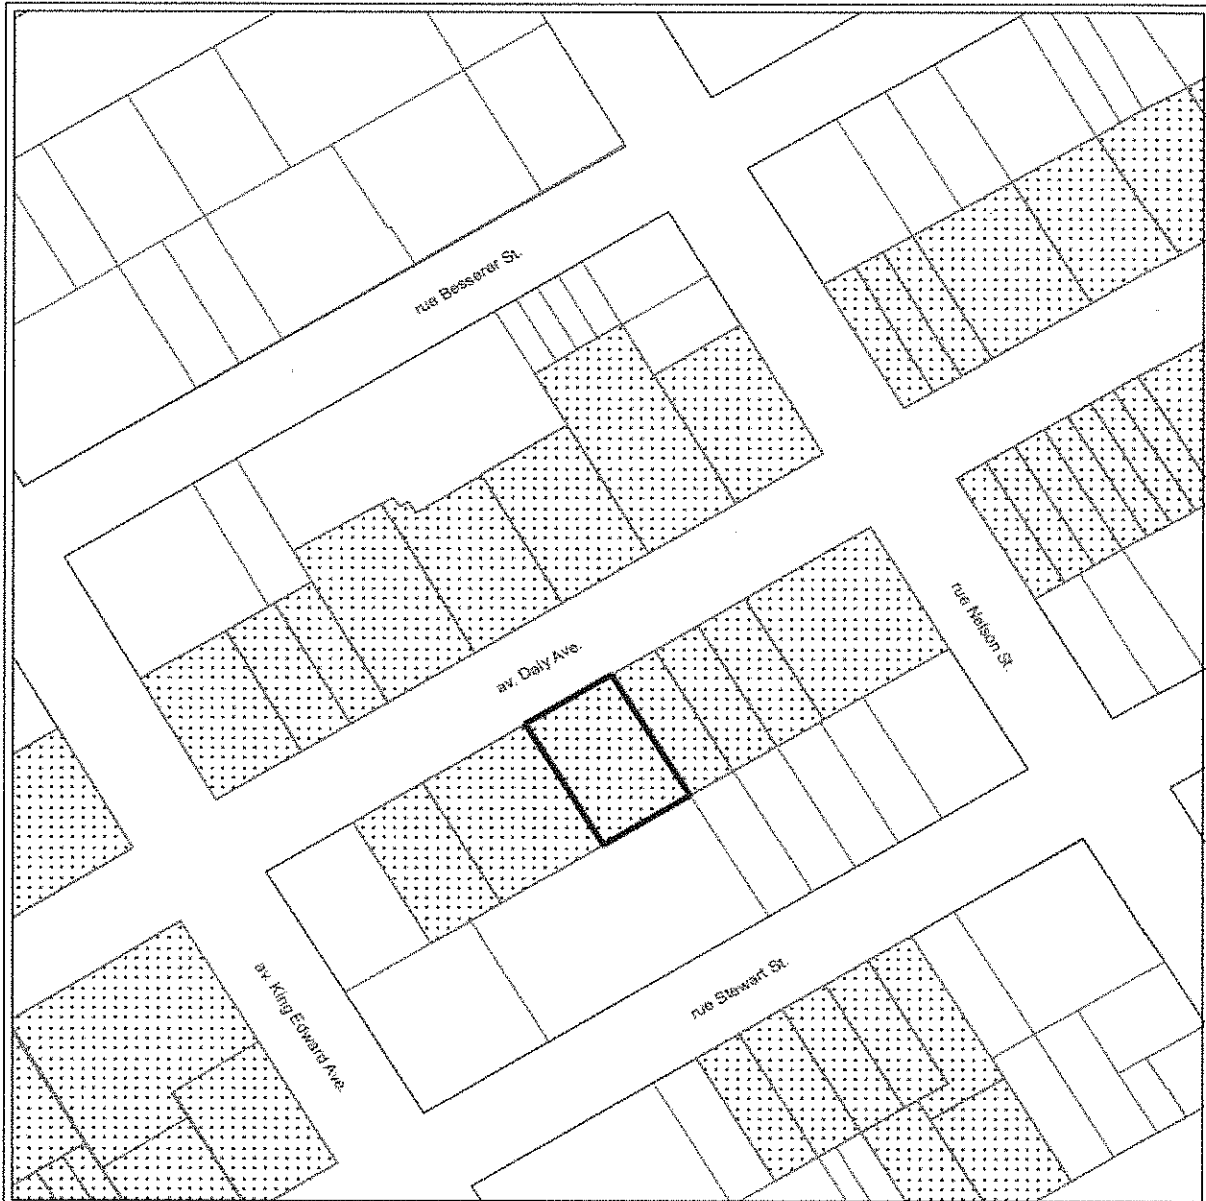 rue Besserer St.
av. Daly Ave.
rue Nelson St.
av. King Edward Ave.
rue Stewart St.